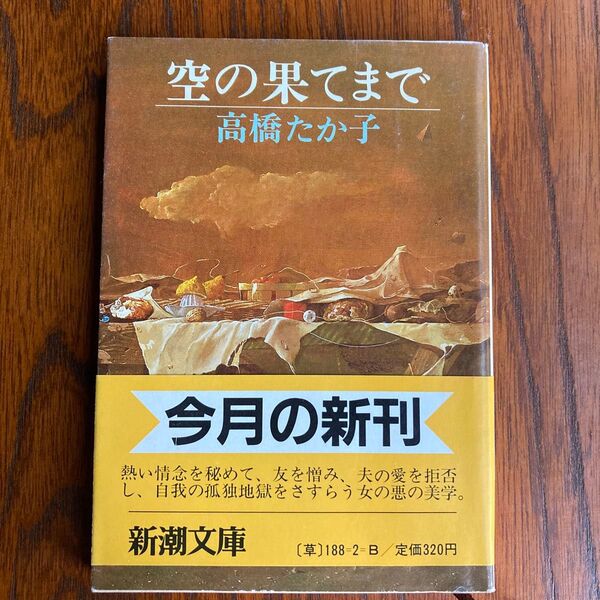 空の果てまで
高橋たか子
今月の新刊
熱い情念を秘めて、友を憎み、夫の愛を拒否
し、自我の孤独地獄をさすらう女の悪の美学。
新潮文庫
〔草〕188=2=B/定価320円